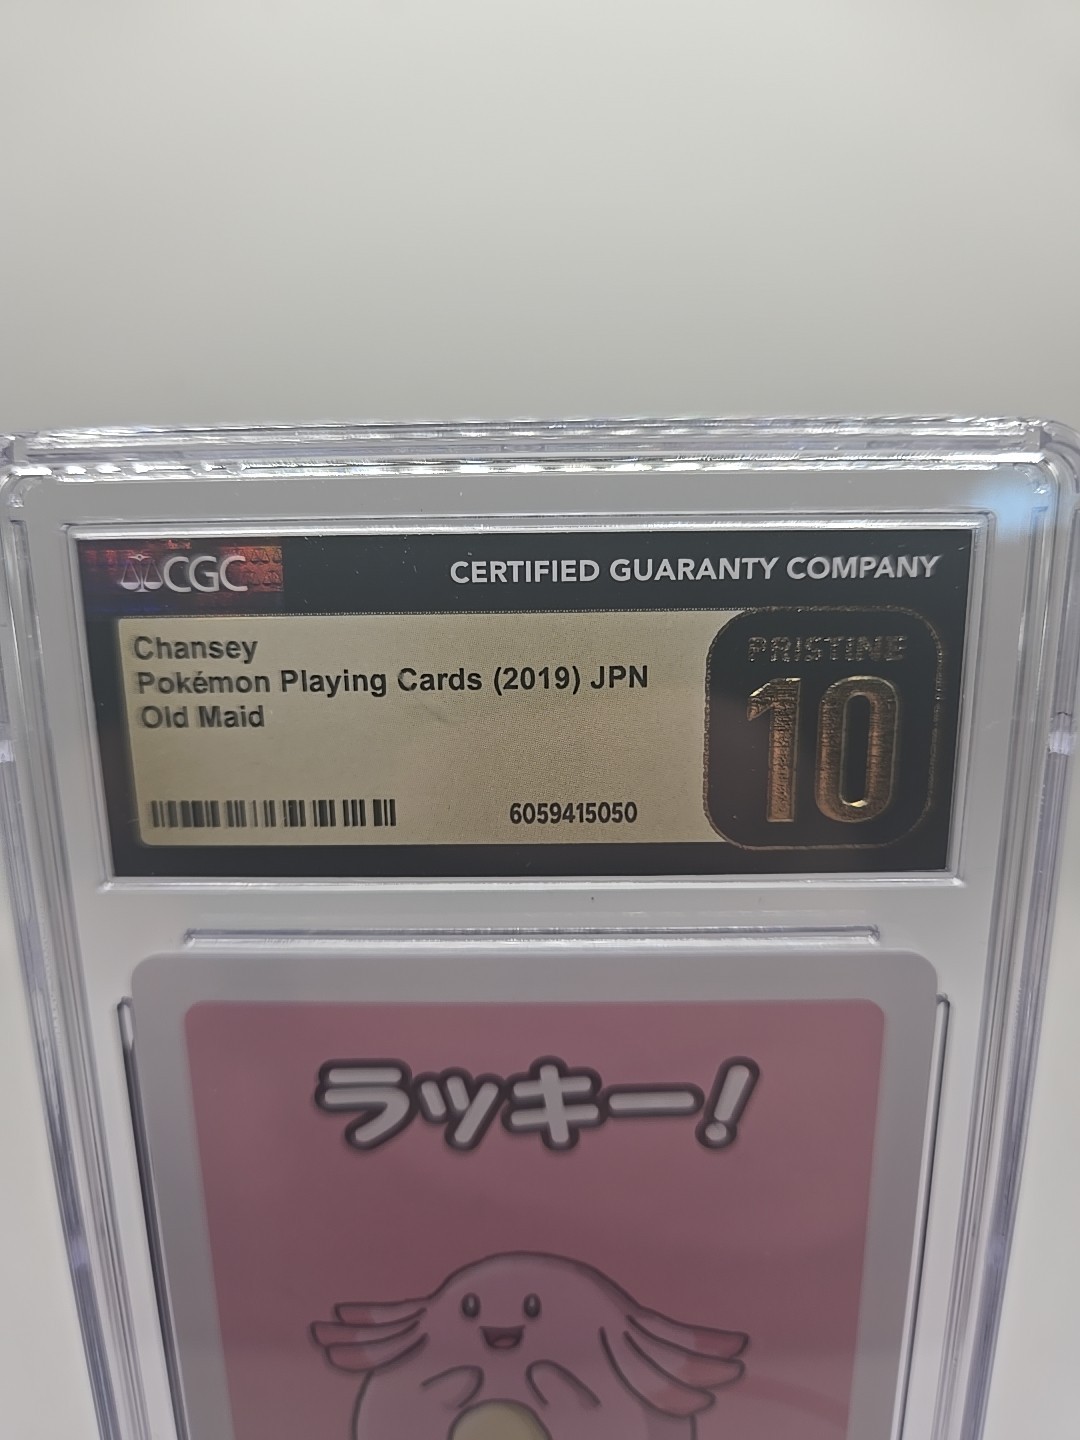 CGC
CERTIFIED GUARANTY COMPANY
Chansey
Pokémon Playing Cards (2019) JPN
Old Maid
6059415050
PRISTINE
10
ラッキー!